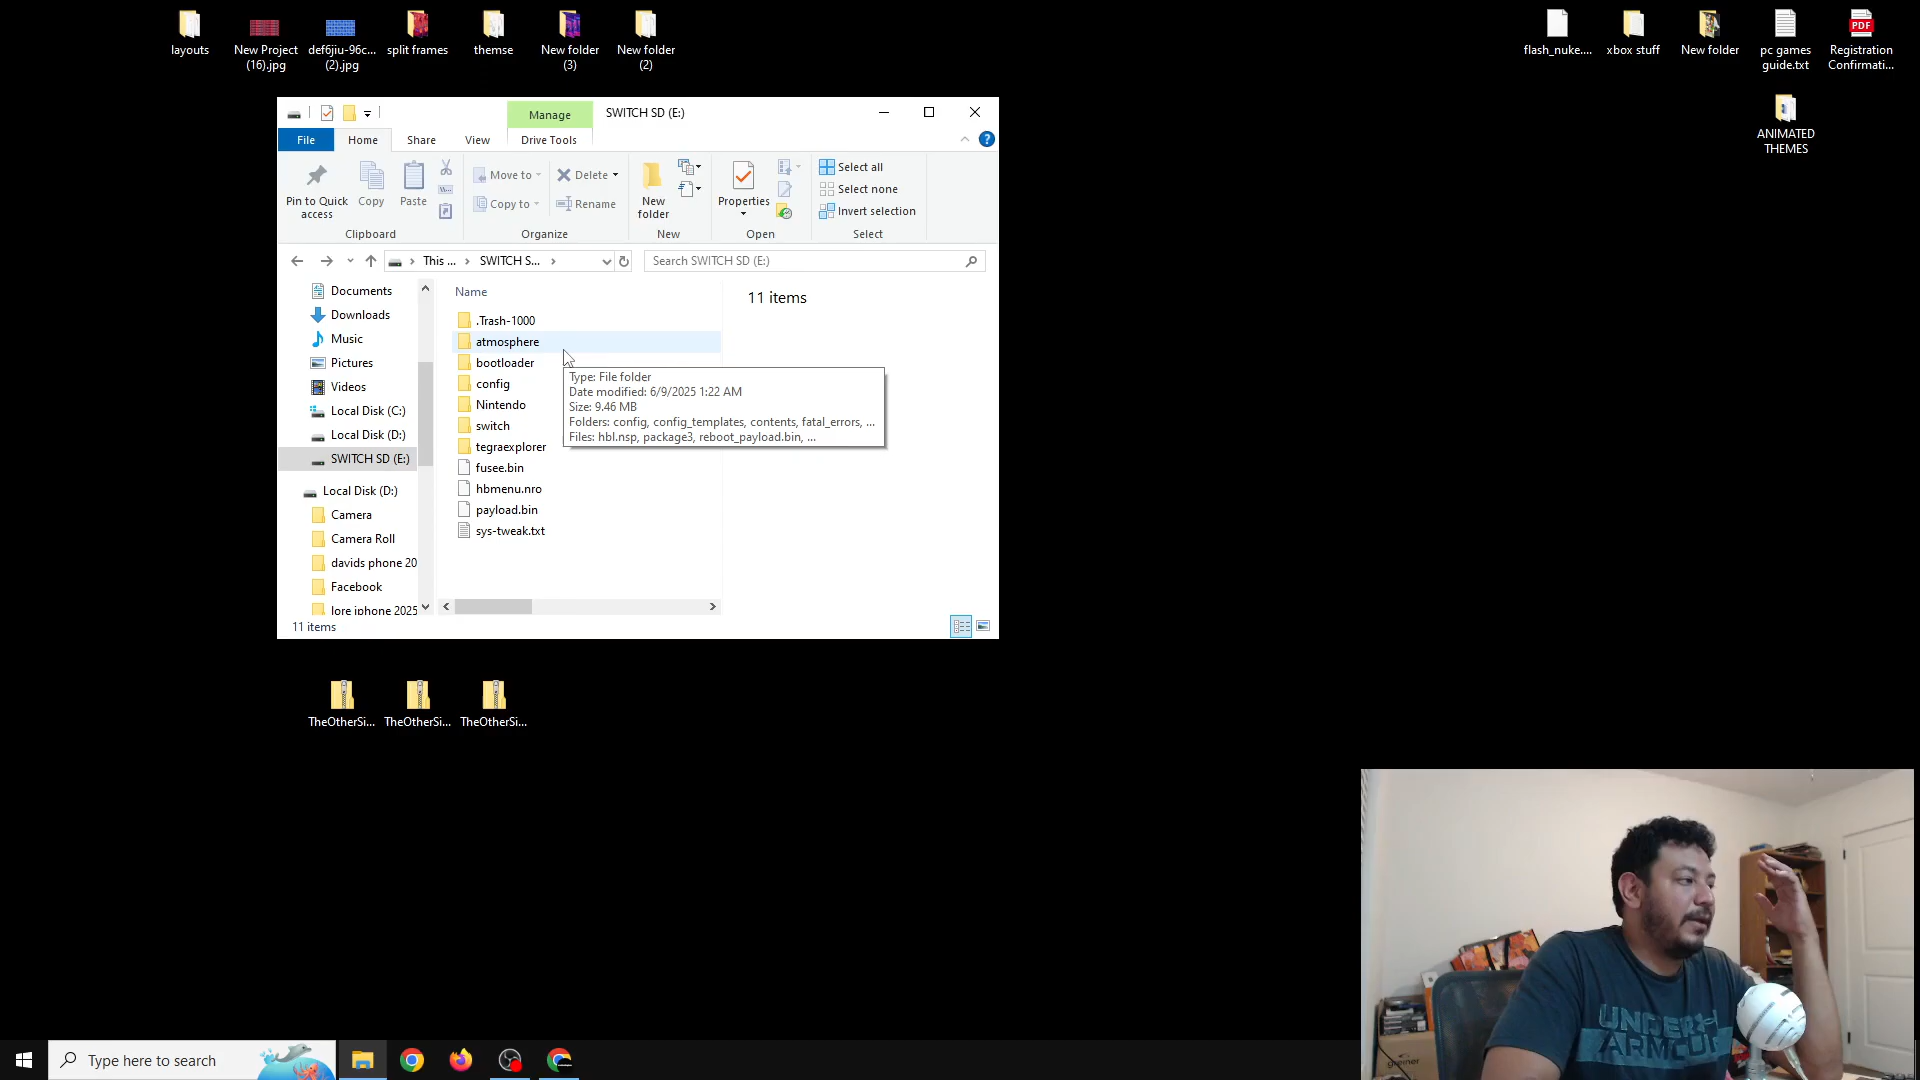 layouts
New Project (16).jpg
def6jiu-96c... (2).jpg
split frames
themse
New folder (3)
New folder (2)
flash_nuke....
xbox stuff
New folder
pc games guide.txt
Registration Confirmati...
PDF
ANIMATED THEMES
Manage
SWITCH SD (E:)
File
Home
Share
View
Drive Tools
Pin to Quick access
Copy
Paste
Move to
Copy to
Delete
Rename
New folder
Properties
Select all
Select none
Invert selection
Clipboard
Organize
New
Open
Select
This ...
SWITCH S...
Search SWITCH SD (E:)
Documents
Downloads
Music
Pictures
Videos
Local Disk (C:)
Local Disk (D:)
SWITCH SD (E:)
Local Disk (D:)
Camera
Camera Roll
davids phone 20
Facebook
lore iphone 2025
Name
.Trash-1000
atmosphere
bootloader
config
Nintendo
switch
tegraexplorer
fusee.bin
hbmenu.nro
payload.bin
sys-tweak.txt
11 items
Type: File folder
Date modified: 6/9/2025 1:22 AM
Size: 9.46 MB
Folders: config, config_templates, contents, fatal_errors, ...
Files: hbl.nsp, package3, reboot_payload.bin, ...
11 items
TheOtherSi...
TheOtherSi...
TheOtherSi...
UNDER
ARMOUR
Type here to search